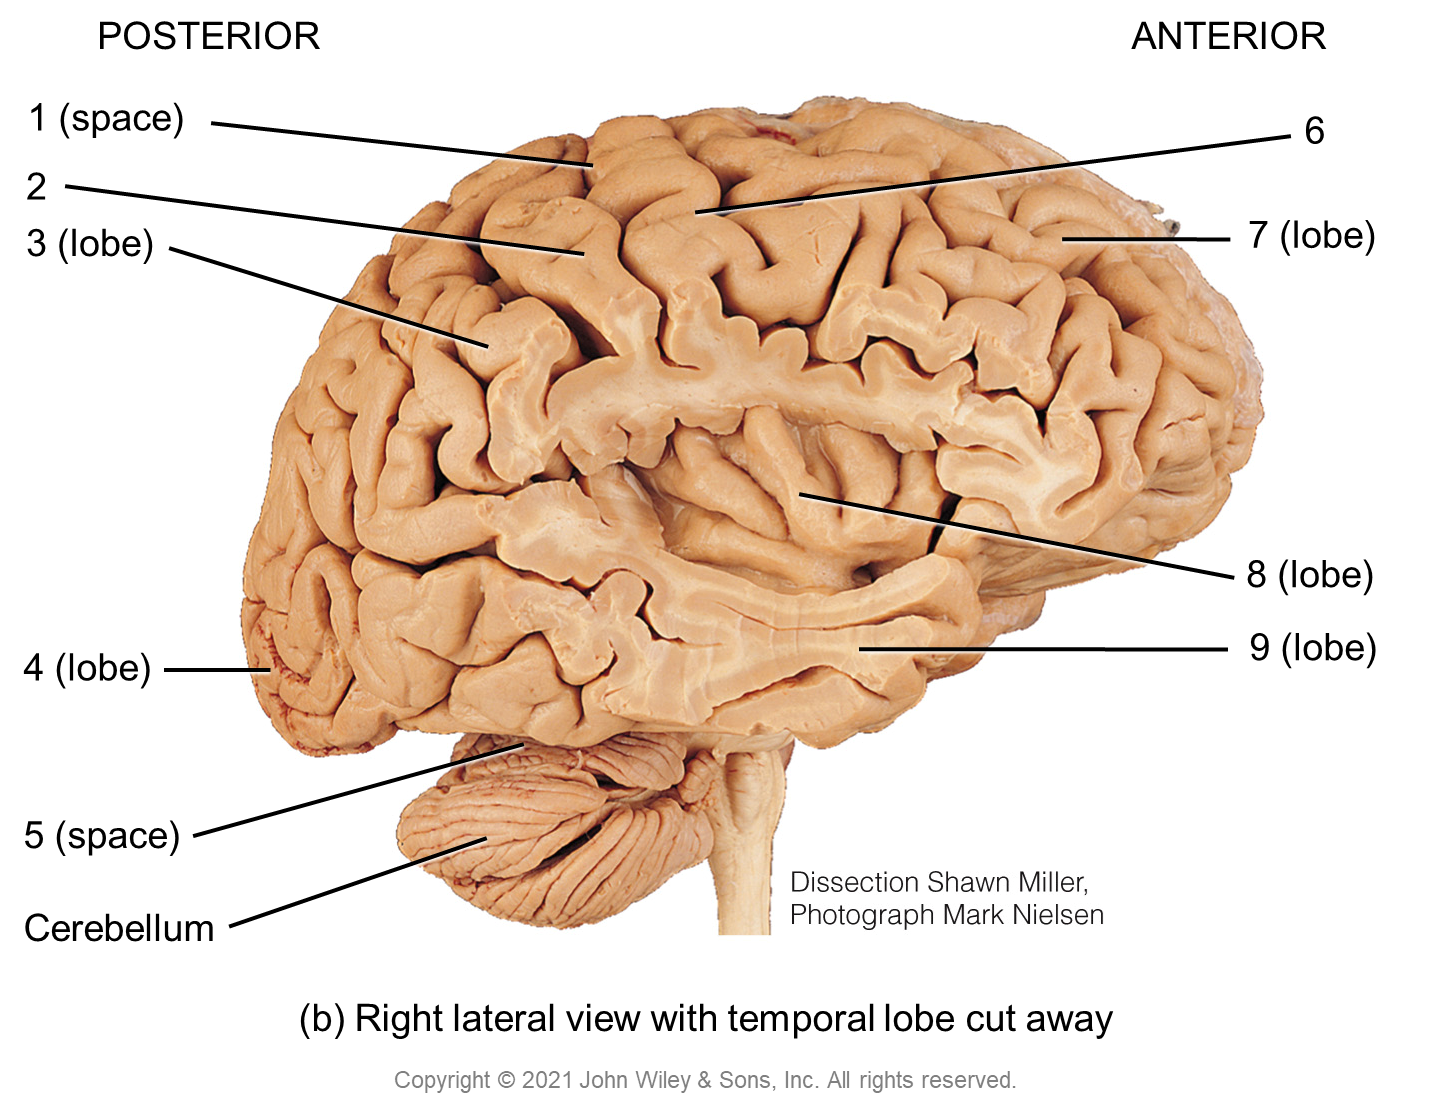 POSTERIOR
ANTERIOR
1 (space)
6
2
3 (lobe)
7 (lobe)
8 (lobe)
9 (lobe)
4 (lobe)
5 (space)
Dissection Shawn Miller,
Photograph Mark Nielsen
Cerebellum
(b) Right lateral view with temporal lobe cut away
Copyright © 2021 John Wiley & Sons, Inc. All rights reserved.